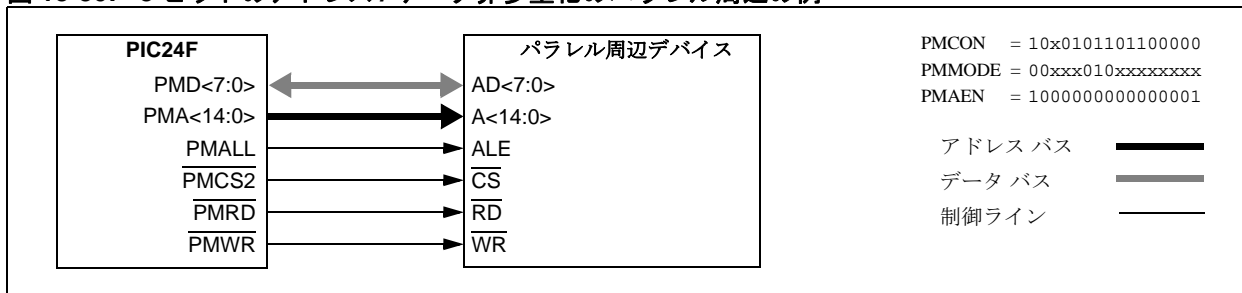 PIC24F
PMD<7:0>
PMA<14:0>
PMALL
PMCS2
PMRD
PMWR
パラレル周辺デバイス
AD<7:0>
A<14:0>
ALE
CS
RD
WR
PMCON = 10x0101101100000
PMMODE = 00xxx010xxxxxxxx
PMAEN = 1000000000000001
アドレス バス
データ バス
制御ライン